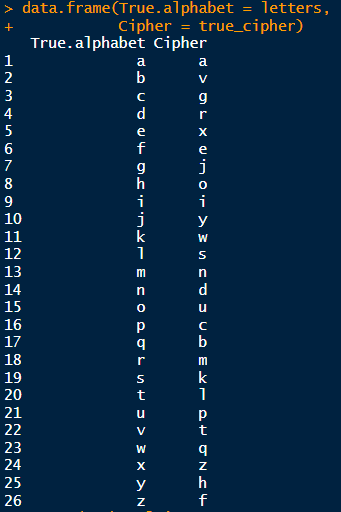 > data.frame(True.alphabet = letters,
+ Cipher = true_cipher)
True.alphabet Cipher
1 a a
2 b v
3 c g
4 d r
5 e x
6 f e
7 g j
8 h o
9 i i
10 j y
11 k w
12 l s
13 m n
14 n d
15 o u
16 p c
17 q b
18 r m
19 s k
20 t l
21 u p
22 v t
23 w q
24 x z
25 y h
26 z f